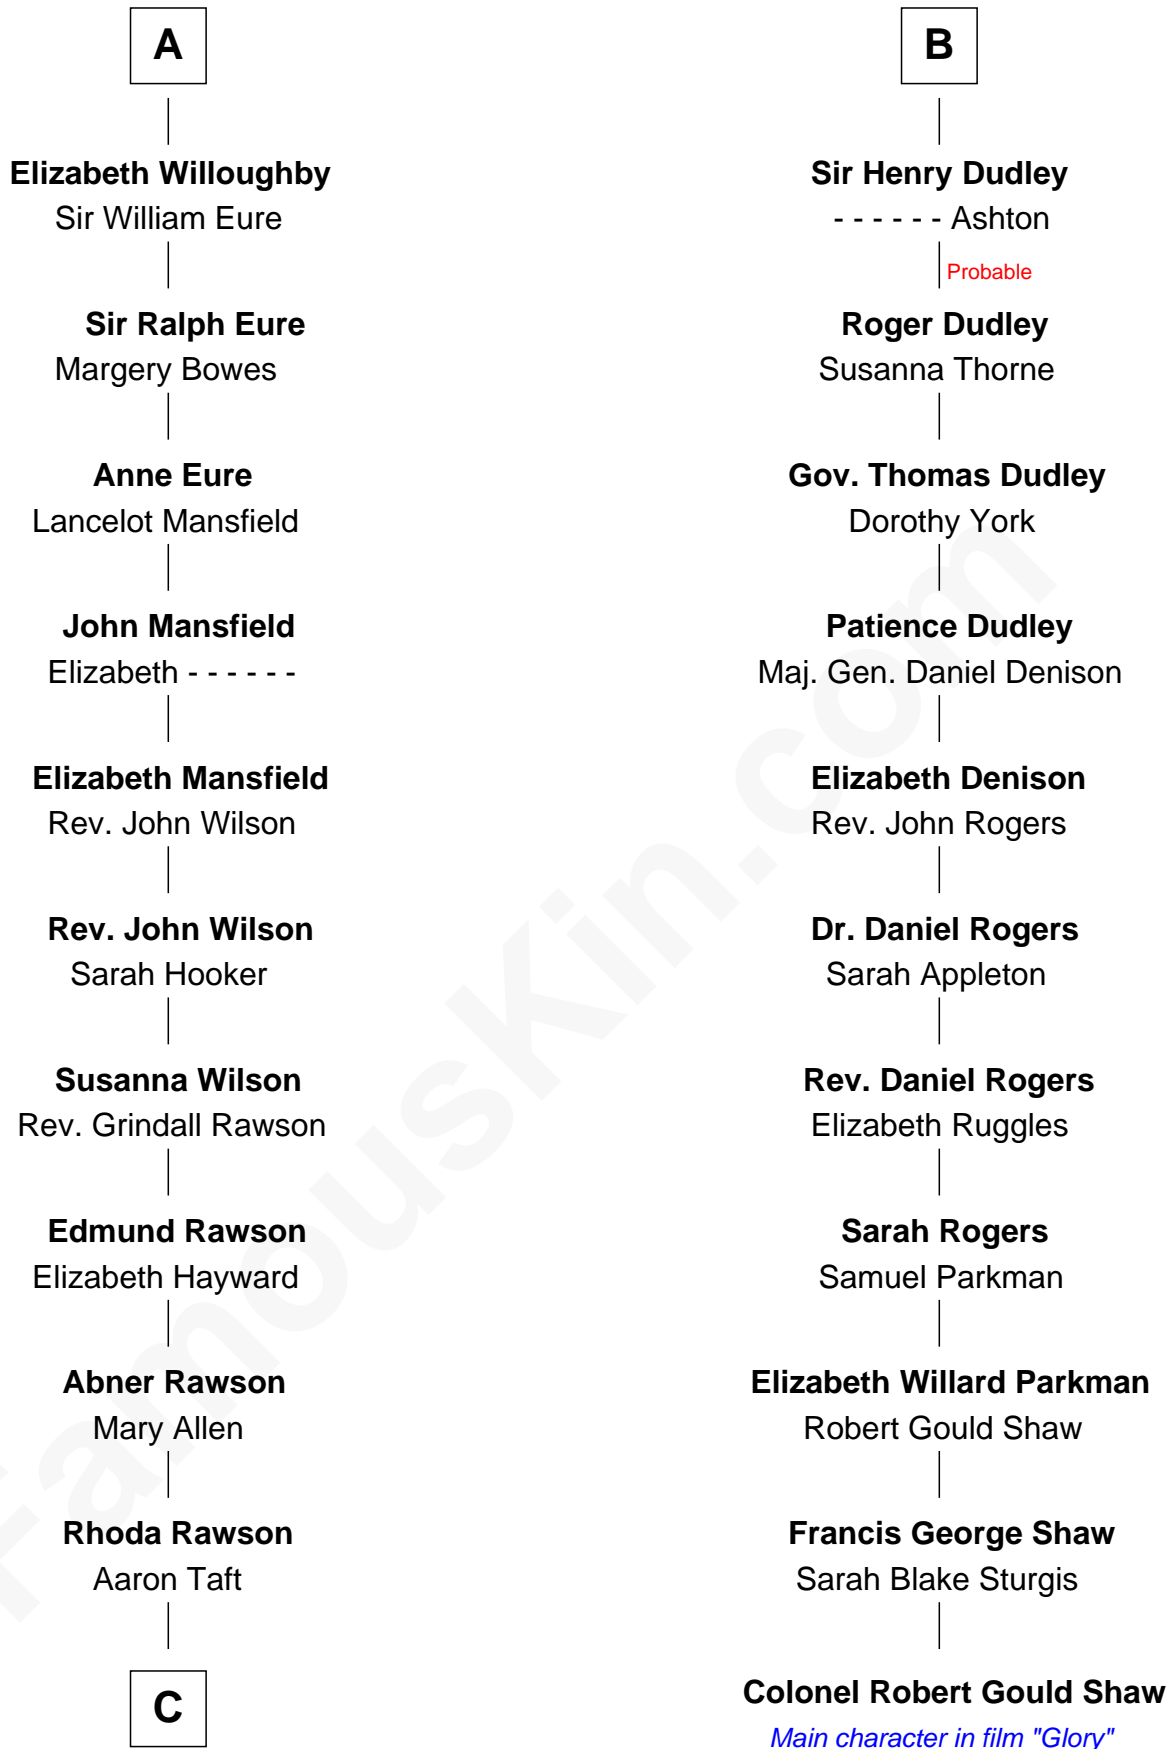 A
Elizabeth Willoughby
Sir William Eure
Sir Ralph Eure
Margery Bowes
Anne Eure
Lancelot Mansfield
John Mansfield
Elizabeth - - - - - -
Elizabeth Mansfield
Rev. John Wilson
Rev. John Wilson
Sarah Hooker
Susanna Wilson
Rev. Grindall Rawson
Edmund Rawson
Elizabeth Hayward
Abner Rawson
Mary Allen
Rhoda Rawson
Aaron Taft
C
B
Sir Henry Dudley
- - - - - - Ashton
Probable
Roger Dudley
Susanna Thorne
Gov. Thomas Dudley
Dorothy York
Patience Dudley
Maj. Gen. Daniel Denison
Elizabeth Denison
Rev. John Rogers
Dr. Daniel Rogers
Sarah Appleton
Rev. Daniel Rogers
Elizabeth Ruggles
Sarah Rogers
Samuel Parkman
Elizabeth Willard Parkman
Robert Gould Shaw
Francis George Shaw
Sarah Blake Sturgis
Colonel Robert Gould Shaw
Main character in film "Glory"
FamousKin.com